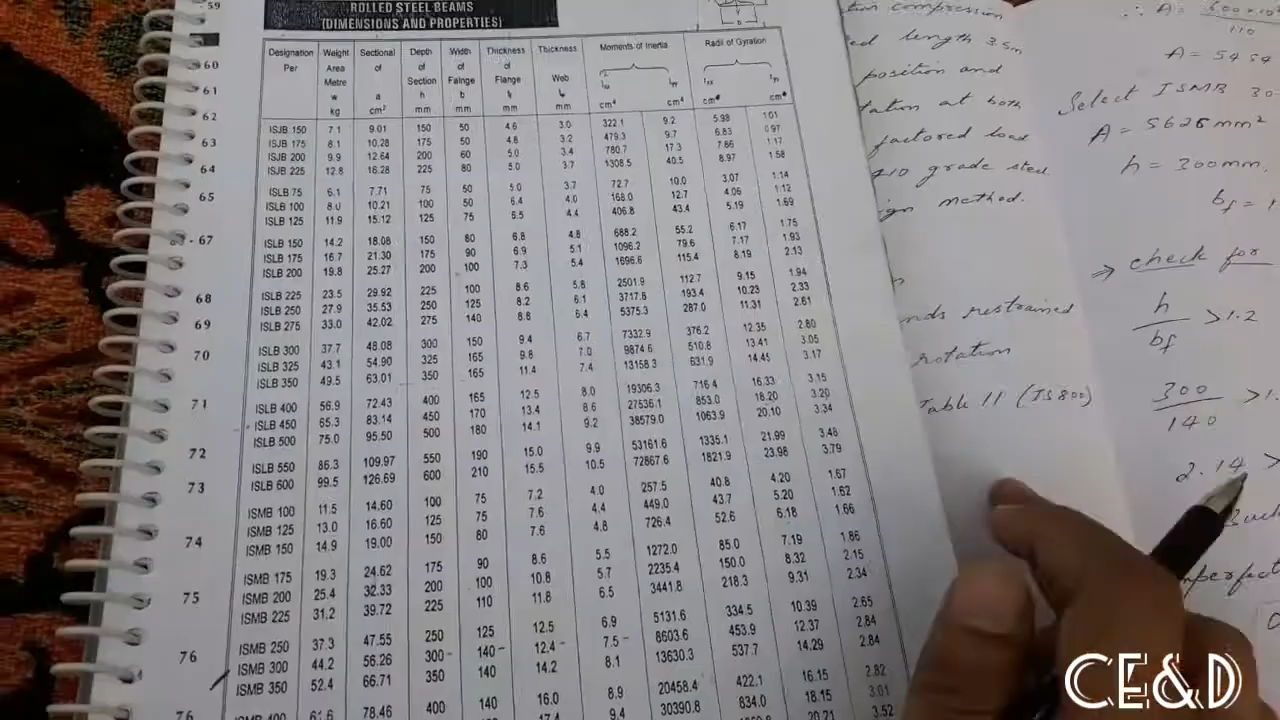 59
60
61
62
63
64
65
67
68
69
70
71
72
73
74
75
76
76
ROLLED STEEL BEAMS
(DIMENSIONS AND PROPERTIES)
Designation Weight Sectional Depth Width Thickness Thickness Moments of Inertia Radii of Gyration
Per Area of of of of
Metre Section Falnge Flange Web
w a h b
kg cm² mm mm mm mm cm⁴ cm⁴
ISJB 150 7.1 9.01 150 50 4.6 3.0 322.1 9.2 5.98 1.01
ISJB 175 8.1 10.28 175 50 4.8 3.2 479.3 9.7 6.83 0.97
ISJB 200 9.9 12.64 200 60 5.0 3.4 780.7 17.3 7.86 1.17
ISJB 225 12.8 16.28 225 80 5.0 3.7 1308.5 40.5 8.97 1.58
ISLB 75 6.1 7.71 75 50 5.0 3.7 72.7 10.0 3.07 1.14
ISLB 100 8.0 10.21 100 50 6.4 4.0 168.0 12.7 4.06 1.12
ISLB 125 11.9 15.12 125 75 6.5 4.4 406.8 43.4 5.19 1.69
ISLB 150 14.2 18.08 150 80 6.8 4.8 688.2 55.2 6.17 1.75
ISLB 175 16.7 21.30 175 90 6.9 5.1 1096.2 79.6 7.17 1.93
ISLB 200 19.8 25.27 200 100 7.3 5.4 1696.6 115.4 8.19 2.13
ISLB 225 23.5 29.92 225 100 8.6 5.8 2501.9 112.7 9.15 1.94
ISLB 250 27.9 35.53 250 125 8.2 6.1 3717.8 193.4 10.23 2.33
ISLB 275 33.0 42.02 275 140 8.8 6.4 5375.3 287.0 11.31 2.61
ISLB 300 37.7 48.08 300 150 9.4 6.7 7332.9 376.2 12.35 2.80
ISLB 325 43.1 54.90 325 165 9.8 7.0 9874.6 510.8 13.41 3.05
ISLB 350 49.5 63.01 350 165 11.4 7.4 13158.3 631.9 14.45 3.17
ISLB 400 56.9 72.43 400 165 12.5 8.0 19306.3 716.4 16.33 3.15
ISLB 450 65.3 83.14 450 170 13.4 8.6 27536.1 853.0 18.20 3.20
ISLB 500 75.0 95.50 500 180 14.1 9.2 38579.0 1063.9 20.10 3.34
ISLB 550 86.3 109.97 550 190 15.0 9.9 53161.6 1335.1 21.99 3.48
ISLB 600 99.5 126.69 600 210 15.5 10.5 72867.6 1821.9 23.98 3.79
ISMB 100 11.5 14.60 100 75 7.2 4.0 257.5 40.8 4.20 1.67
ISMB 125 13.0 16.60 125 75 7.6 4.4 449.0 43.7 5.20 1.62
ISMB 150 14.9 19.00 150 80 7.6 4.8 726.4 52.6 6.18 1.66
ISMB 175 19.3 24.62 175 90 8.6 5.5 1272.0 85.0 7.19 1.86
ISMB 200 25.4 32.33 200 100 10.8 5.7 2235.4 150.0 8.32 2.15
ISMB 225 31.2 39.72 225 110 11.8 6.5 3441.8 218.3 9.31 2.34
ISMB 250 37.3 47.55 250 125 12.5 6.9 5131.6 334.5 10.39 2.65
ISMB 300 44.2 56.26 300 140 12.4 7.5 8603.6 453.9 12.37 2.84
ISMB 350 52.4 66.71 350 140 14.2 8.1 13630.3 537.7 14.29 2.84
ISMB 400 61.6 78.46 400 140 16.0 8.9 20458.4 422.1 16.15 2.82
9.4 30390.8 834.0 18.15 3.01
20.21 3.52
compression
ed length 3.5m
position and
at both
factored load
410 grade steel
ign method.
nds restrained
rotation
Table 11 (IS 800)
∴ A =
110
A = 5454
Select ISMB 30
A = 5626 mm²
h = 300mm,
bf = 1
⇒ check for
h
bf > 1.2
300
140 > 1.
2.14 >
Buck
mperfect
CE&D